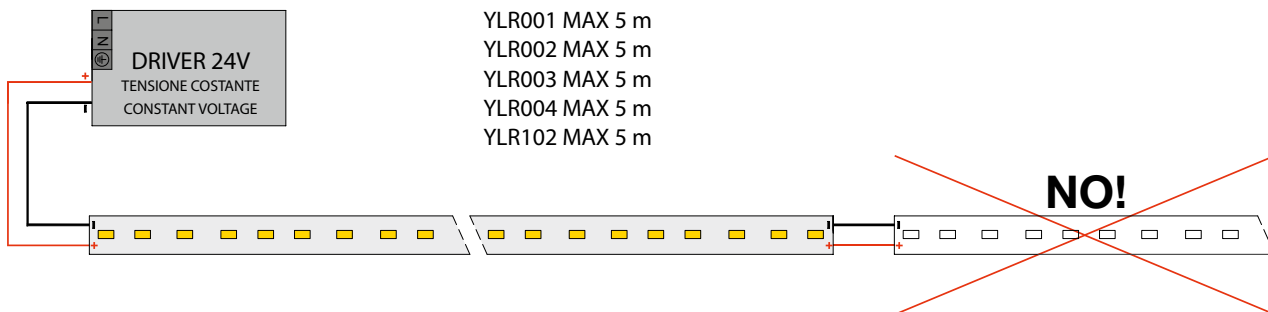 L
N
DRIVER 24V
TENSIONE COSTANTE
CONSTANT VOLTAGE
+
-
YLR001 MAX 5 m
YLR002 MAX 5 m
YLR003 MAX 5 m
YLR004 MAX 5 m
YLR102 MAX 5 m
NO!
- - -
+ + +